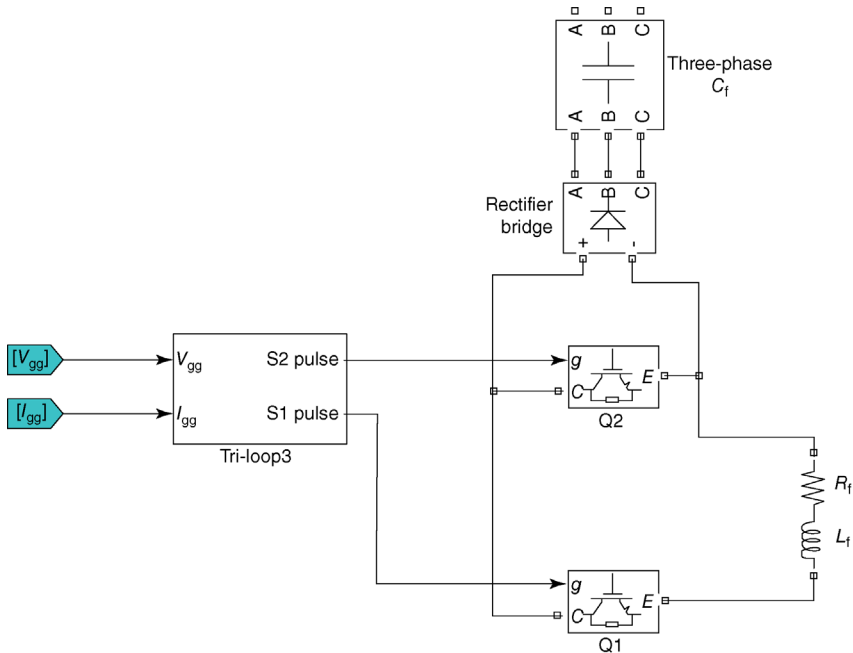 A B C
Three-phase
Cf
A B C
A B C
Rectifier
bridge
+ -
[Vgg]
Vgg
S2 pulse
[Igg]
Igg
S1 pulse
Tri-loop3
g
C
E
Q2
Rf
Lf
g
C
E
Q1